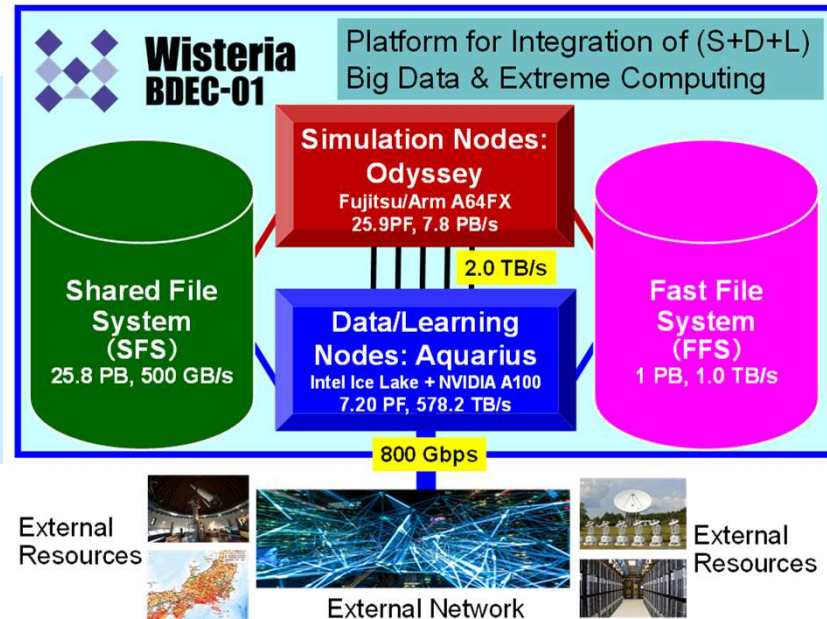 Wisteria
BDEC-01
Platform for Integration of (S+D+L)
Big Data & Extreme Computing
Simulation Nodes:
Odyssey
Fujitsu/Arm A64FX
25.9PF, 7.8 PB/s
2.0 TB/s
Shared File
System
(SFS)
25.8 PB, 500 GB/s
Data/Learning
Nodes: Aquarius
Intel Ice Lake + NVIDIA A100
7.20 PF, 578.2 TB/s
Fast File
System
(FFS)
1 PB, 1.0 TB/s
800 Gbps
External
Resources
External Network
External
Resources